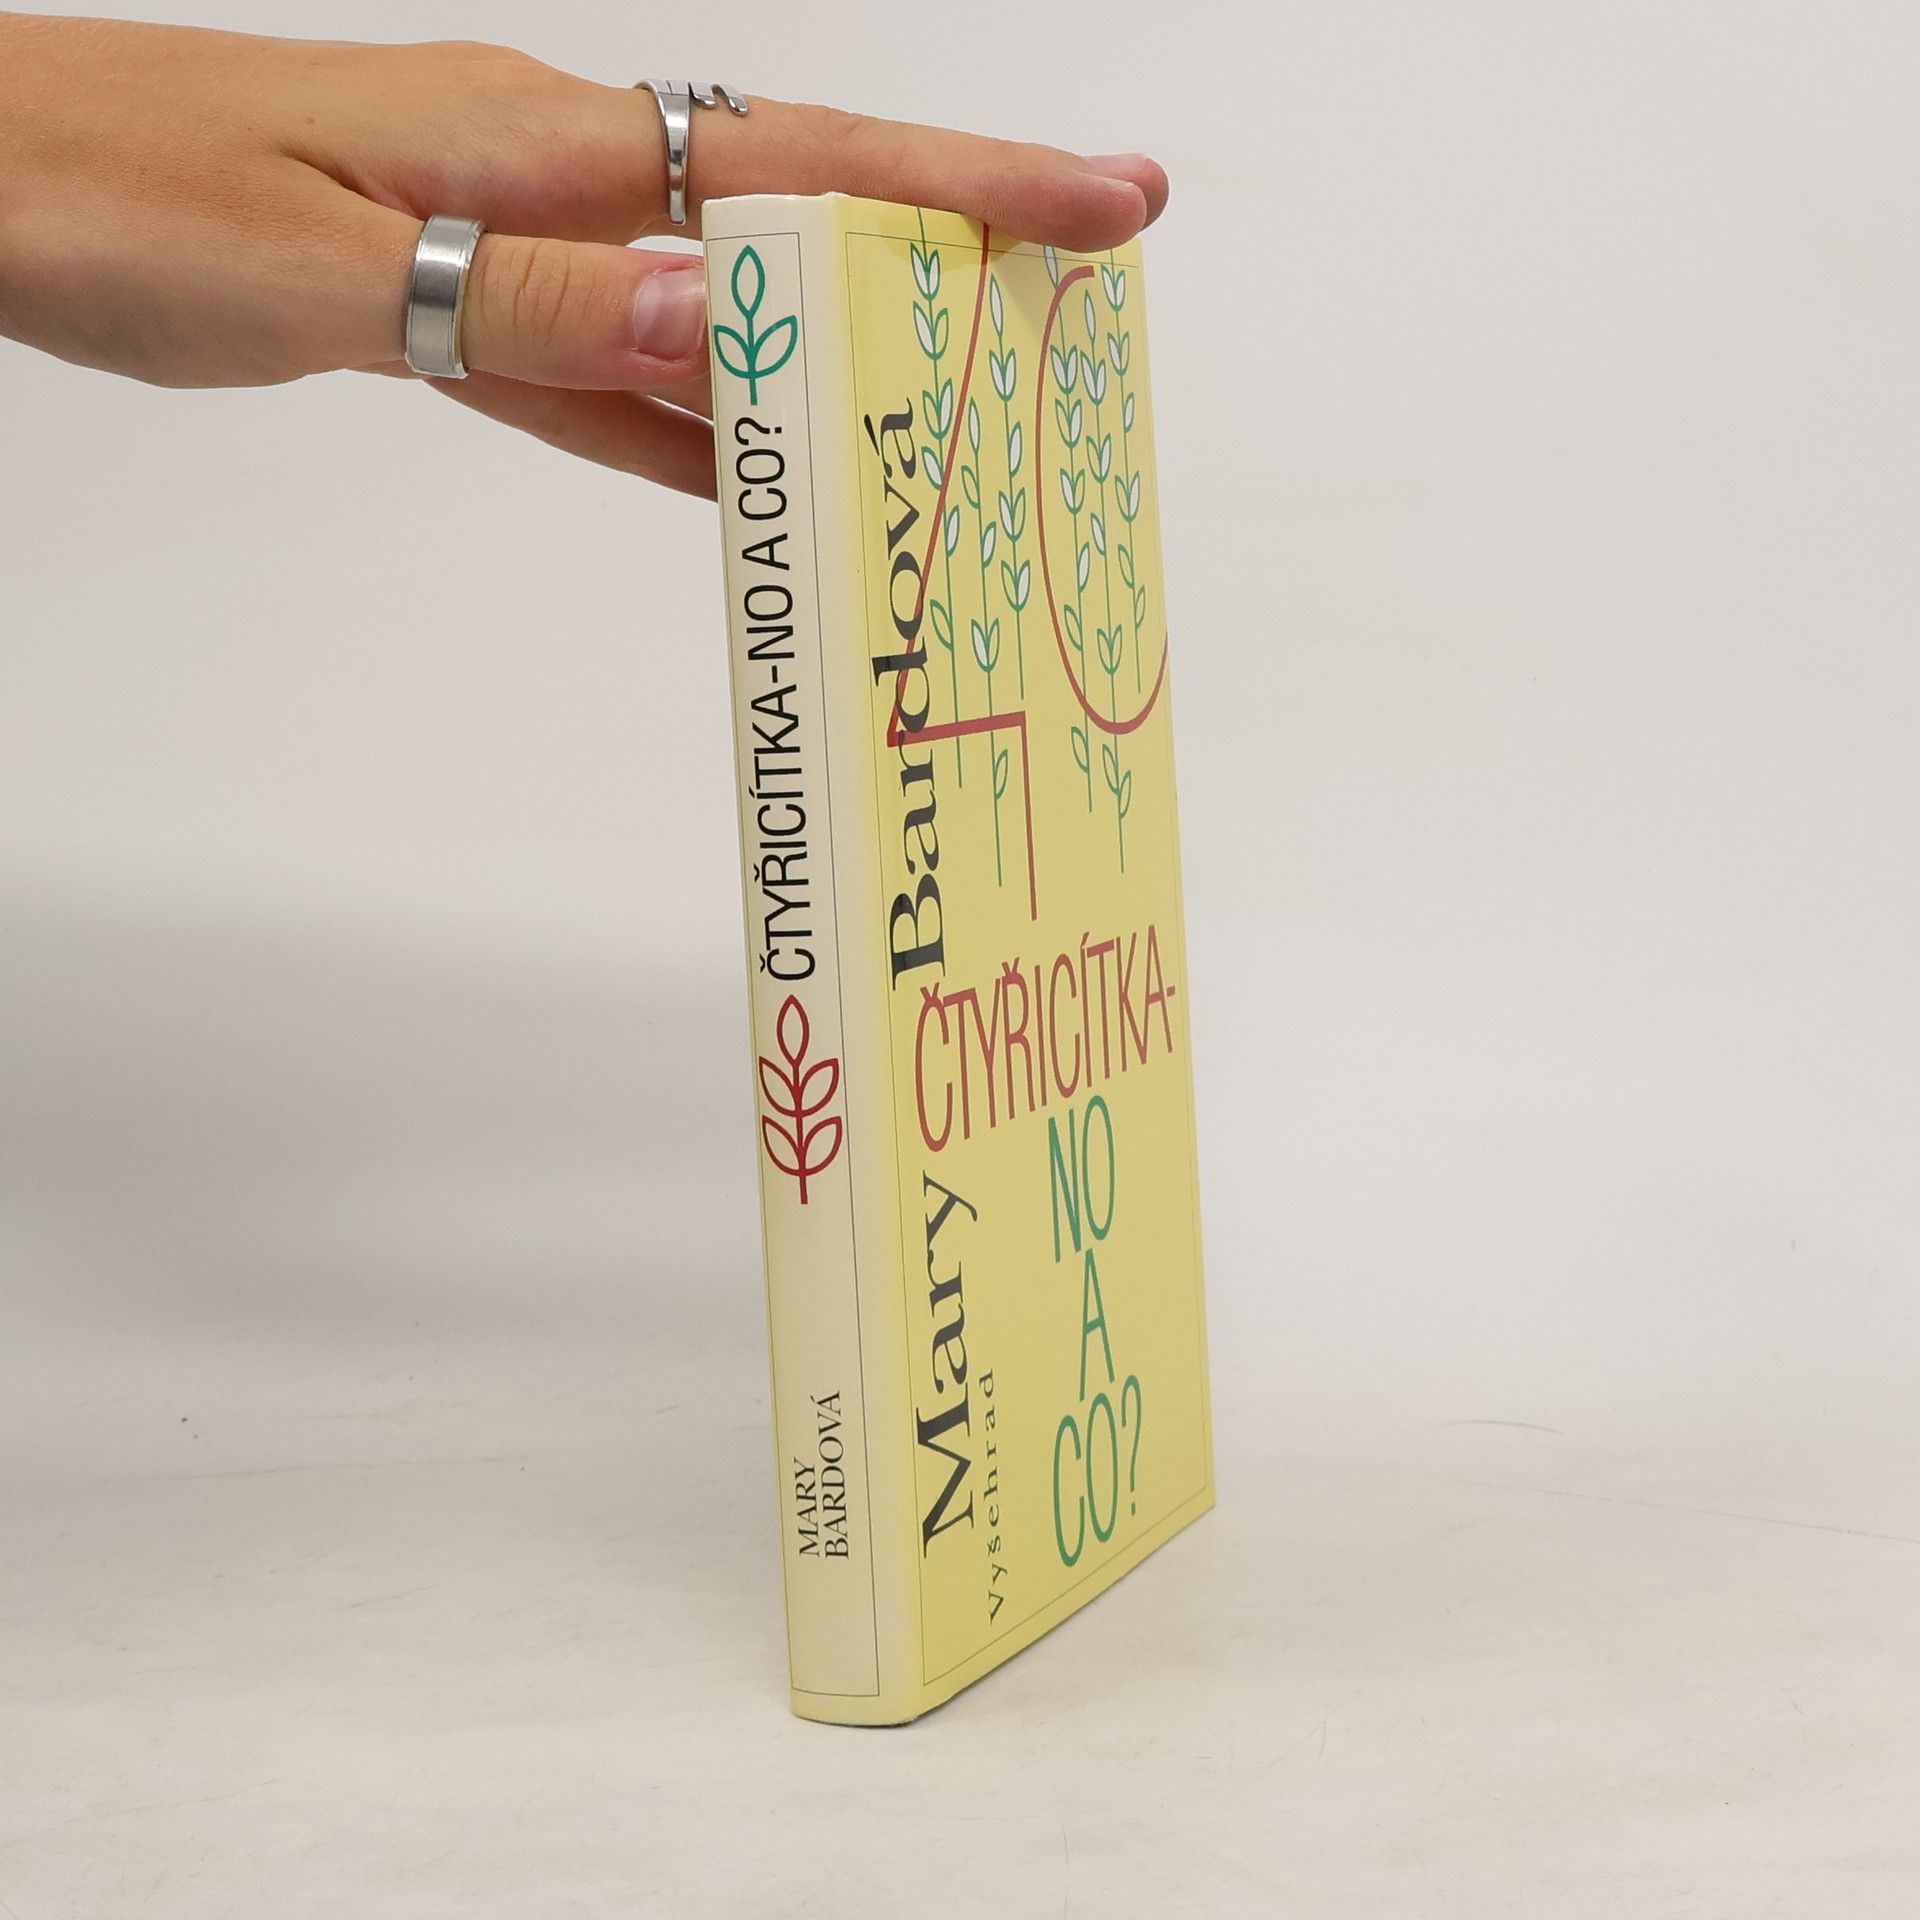 ČTYŘICÍTKA-NO A CO?
MARY
BARDOVÁ
Mary Bardová
40
ČTYŘICÍTKA-
NO
A
CO?
Vyšehrad